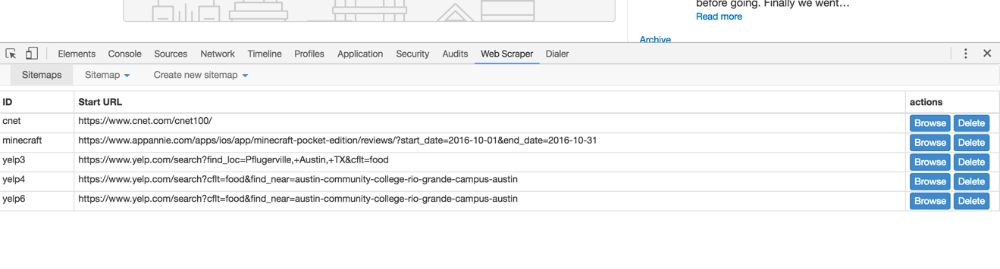 before going. Finally we went...
Read more
Archive
Elements Console Sources Network Timeline Profiles Application Security Audits Web Scraper Dialer
Sitemaps Sitemap Create new sitemap
ID Start URL actions
cnet https://www.cnet.com/cnet100/ Browse Delete
minecraft https://www.appannie.com/apps/ios/app/minecraft-pocket-edition/reviews/?start_date=2016-10-01&end_date=2016-10-31 Browse Delete
yelp3 https://www.yelp.com/search?find_loc=Pflugerville,+Austin,+TX&cflt=food Browse Delete
yelp4 https://www.yelp.com/search?cflt=food&find_near=austin-community-college-rio-grande-campus-austin Browse Delete
yelp6 https://www.yelp.com/search?cflt=food&find_near=austin-community-college-rio-grande-campus-austin Browse Delete